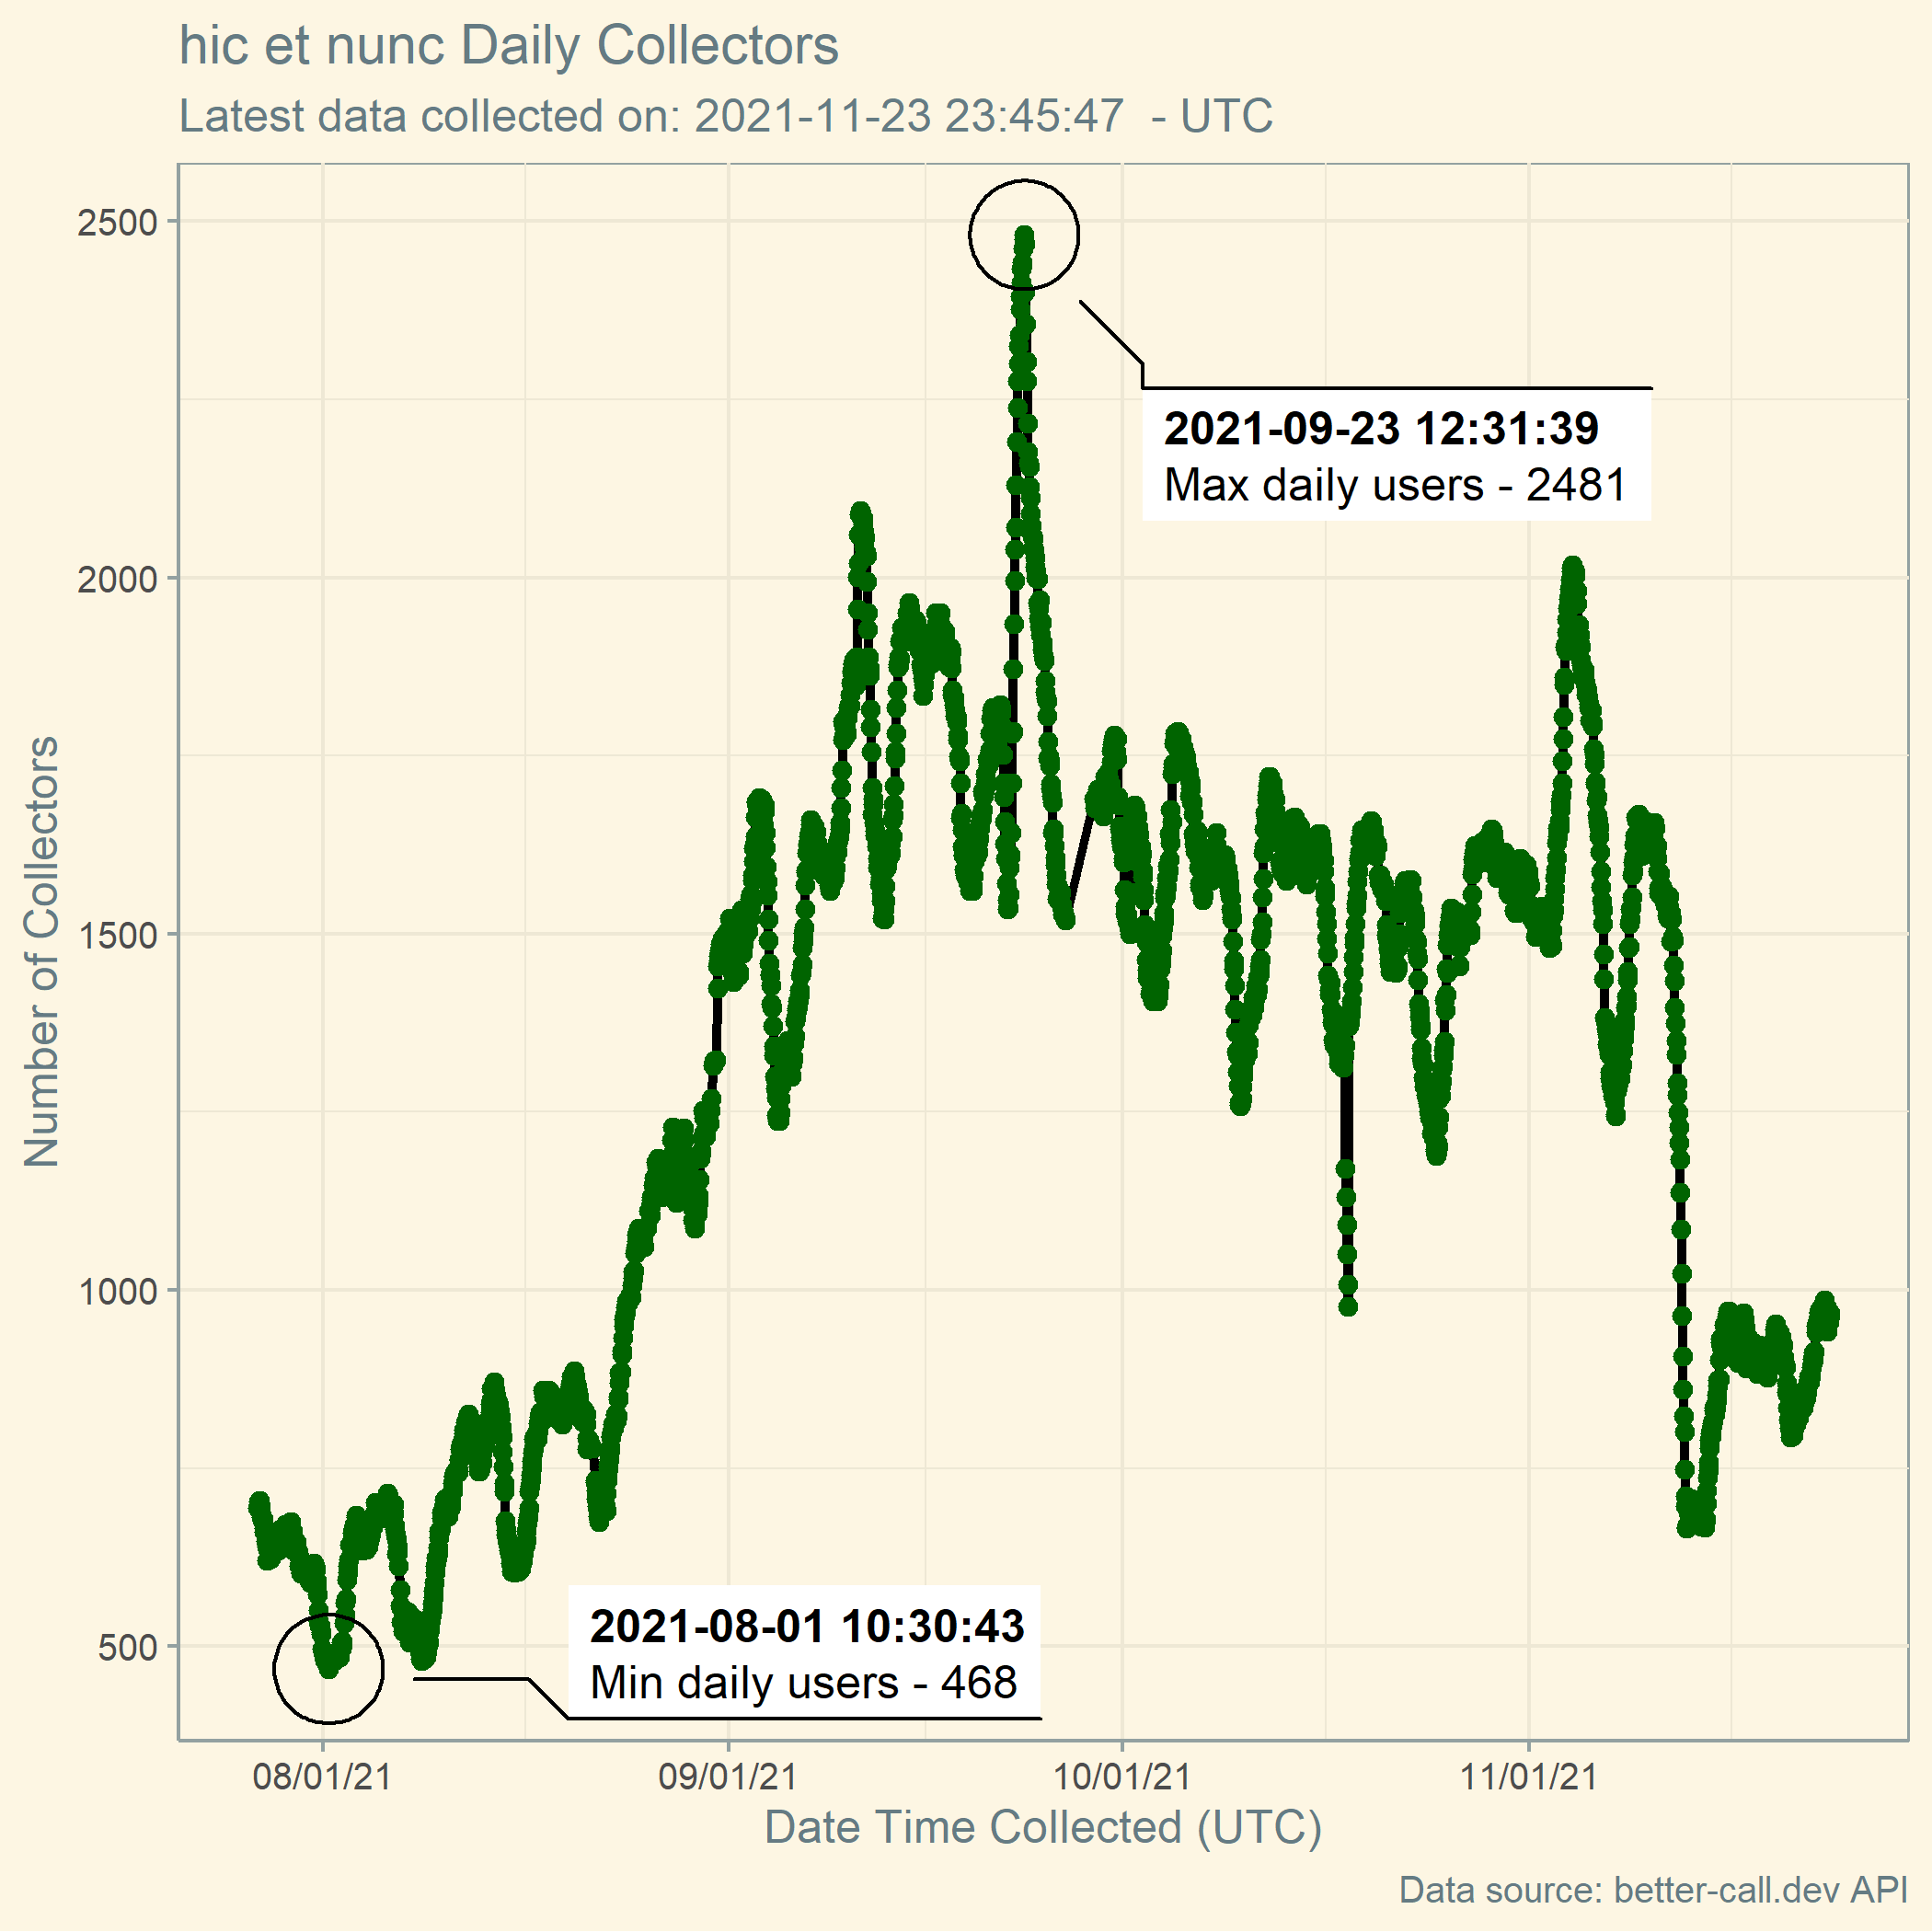 hic et nunc Daily Collectors
Latest data collected on: 2021-11-23 23:45:47  - UTC
Number of Collectors
2500
2000
1500
1000
500
2021-09-23 12:31:39
Max daily users - 2481
2021-08-01 10:30:43
Min daily users - 468
08/01/21
09/01/21
10/01/21
11/01/21
Date Time Collected (UTC)
Data source: better-call.dev API